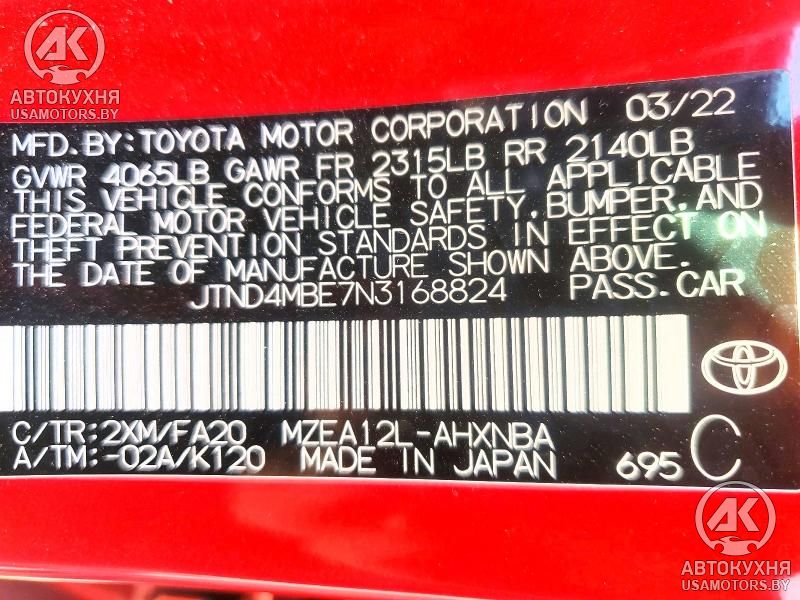 AK
АВТОКУХНЯ
USAMOTORS.BY
03/22
MFD.BY:TOYOTA MOTOR CORPORATION
GVWR 4065LB GAWR FR 2315LB RR 2140LB
THIS VEHICLE CONFORMS TO ALL APPLICABLE
FEDERAL MOTOR VEHICLE SAFETY, BUMPER, AND
THEFT PREVENTION STANDARDS IN EFFECT ON
THE DATE OF MANUFACTURE SHOWN ABOVE.
JTND4MBE7N3168824 PASS.CAR
C/TR:2XM/FA20 MZEA12L-AHXNBA
A/TM:-02A/K120 MADE IN JAPAN 695 C
AK
АВТОКУХНЯ
USAMOTORS.BY